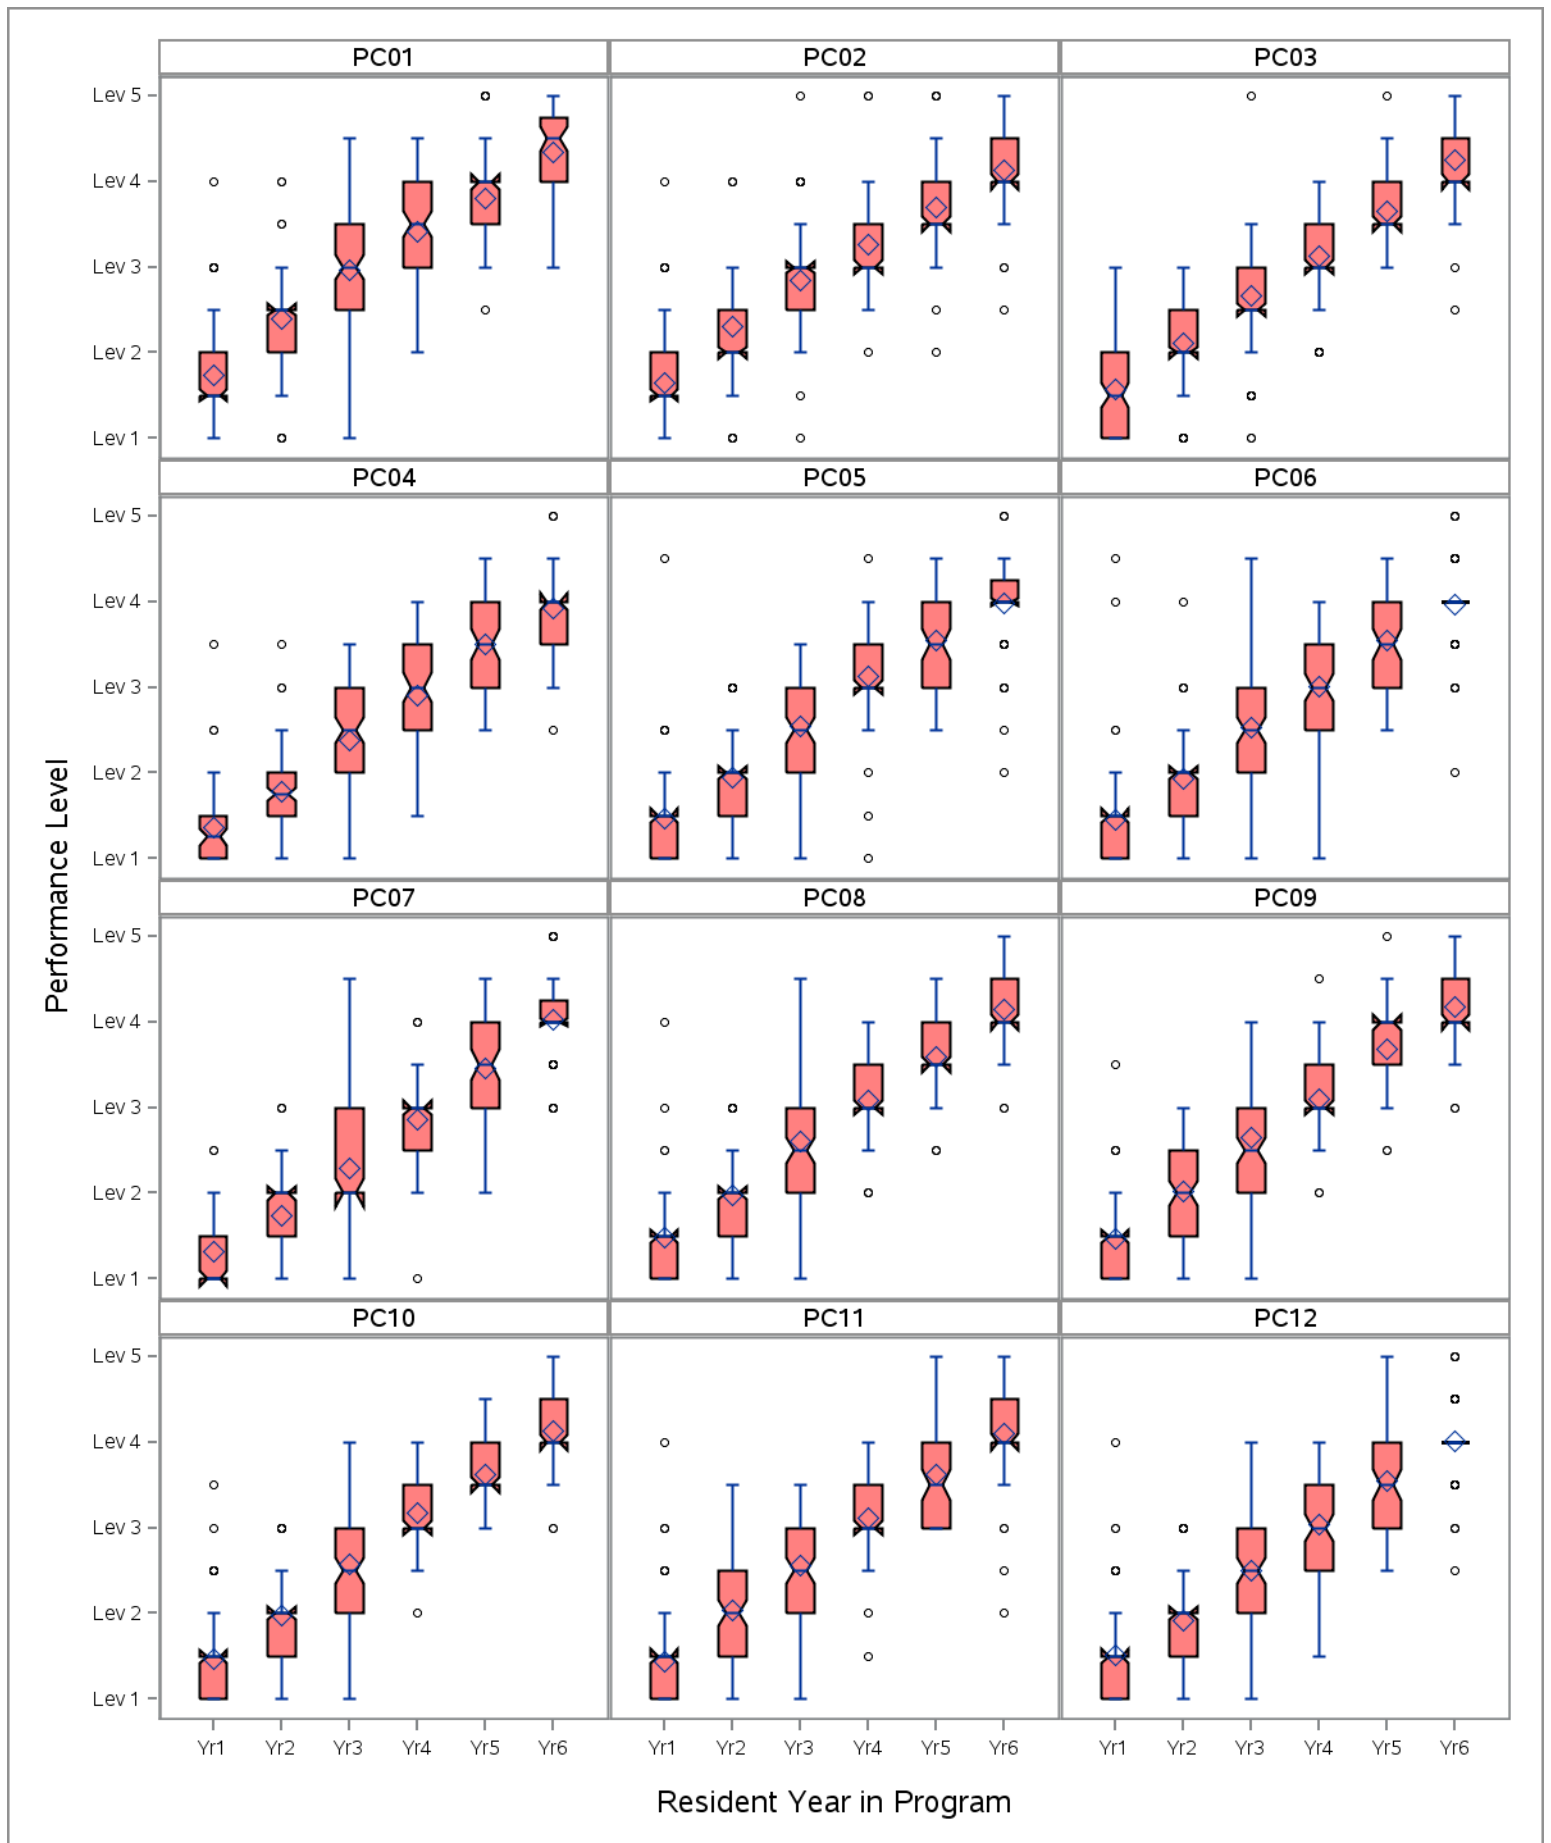 PC01 PC02 PC03
Lev 5
Lev 4
Lev 3
Lev 2
Lev 1
PC04 PC05 PC06
Lev 5
Lev 4
Lev 3
Lev 2
Lev 1
PC07 PC08 PC09
Lev 5
Lev 4
Lev 3
Lev 2
Lev 1
PC10 PC11 PC12
Lev 5
Lev 4
Lev 3
Lev 2
Lev 1
Performance Level
Yr1 Yr2 Yr3 Yr4 Yr5 Yr6 Yr1 Yr2 Yr3 Yr4 Yr5 Yr6 Yr1 Yr2 Yr3 Yr4 Yr5 Yr6
Resident Year in Program